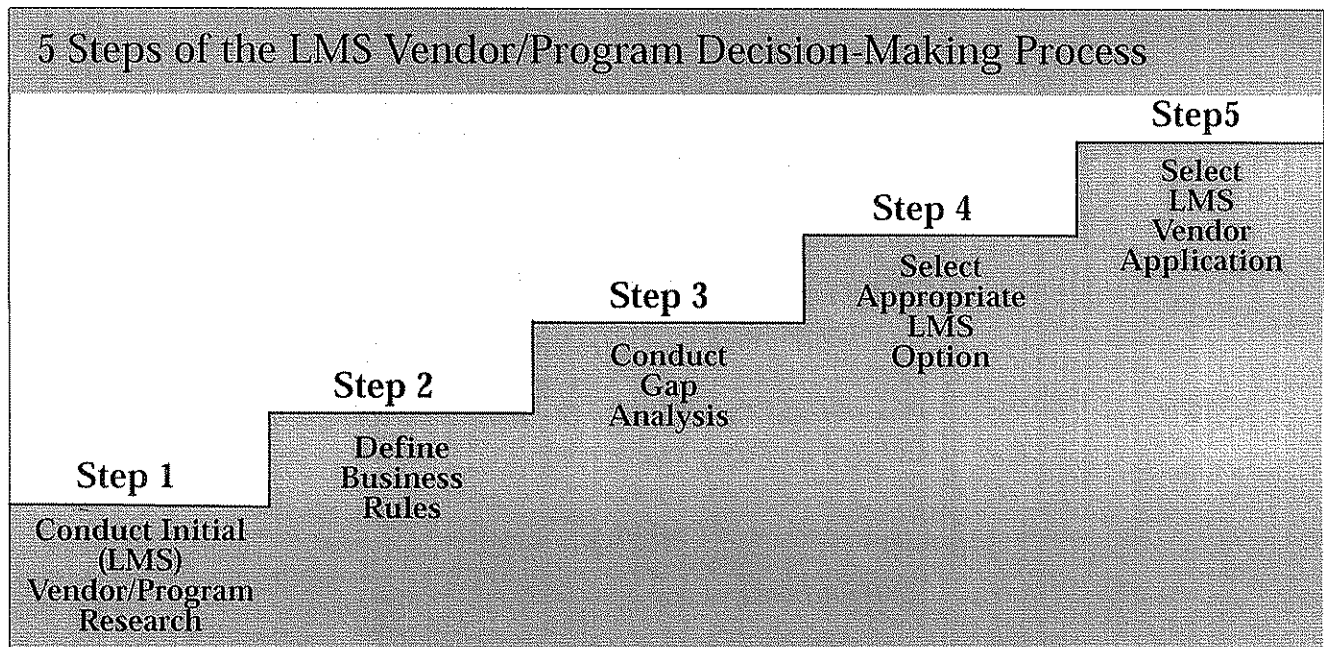 5 Steps of the LMS Vendor/Program Decision-Making Process
Step 1
Conduct Initial
(LMS)
Vendor/Program
Research
Step 2
Define
Business
Rules
Step 3
Conduct
Gap
Analysis
Step 4
Select
Appropriate
LMS
Option
Step5
Select
LMS
Vendor
Application